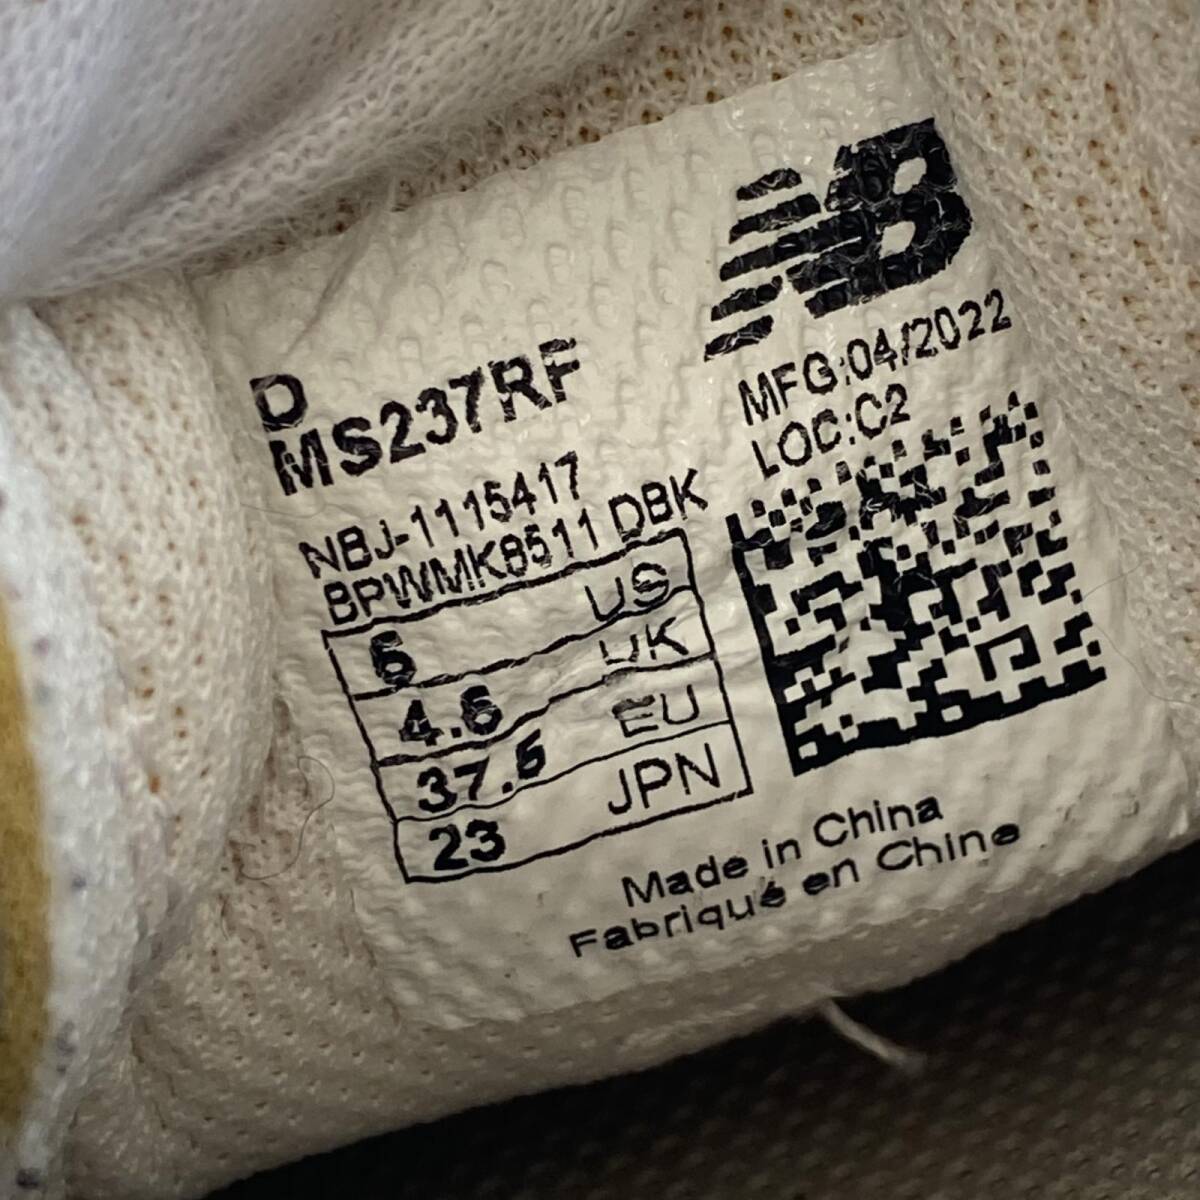 NB
D
MS237RF
NBJ-1115417
BPWMK8511 DBK
5 US
4.5 UK
37.5 EU
23 JPN
MFG:04/2022
LOC:C2
Made in China
Fabriqué en Chine